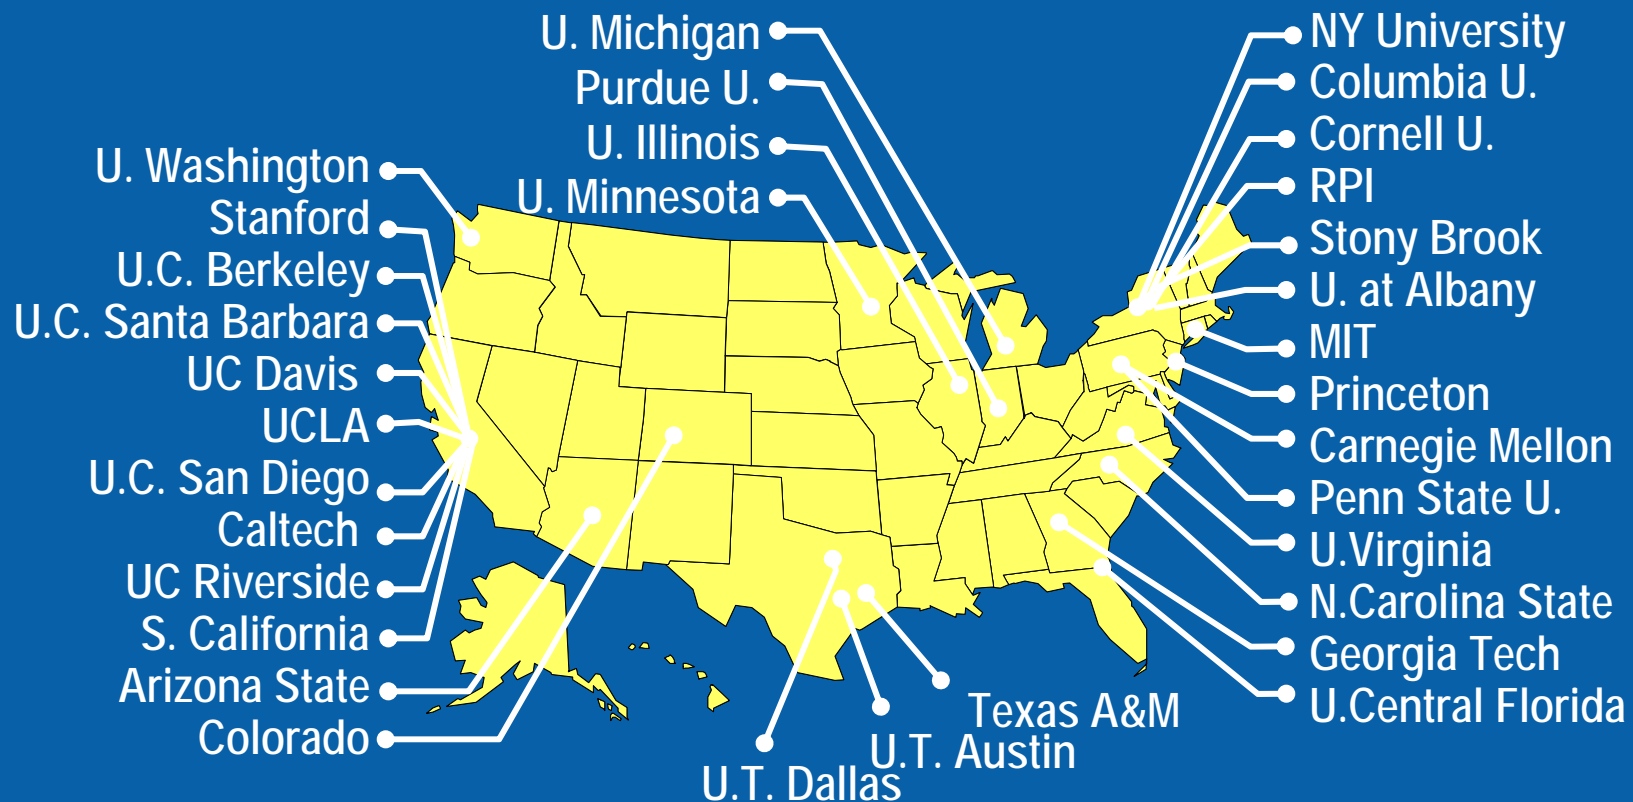 U. Michigan
Purdue U.
U. Illinois
U. Minnesota
U. Washington
Stanford
U.C. Berkeley
U.C. Santa Barbara
UC Davis
UCLA
U.C. San Diego
Caltech
UC Riverside
S. California
Arizona State
Colorado
NY University
Columbia U.
Cornell U.
RPI
Stony Brook
U. at Albany
MIT
Princeton
Carnegie Mellon
Penn State U.
U.Virginia
N.Carolina State
Georgia Tech
U.Central Florida
Texas A&M
U.T. Austin
U.T. Dallas